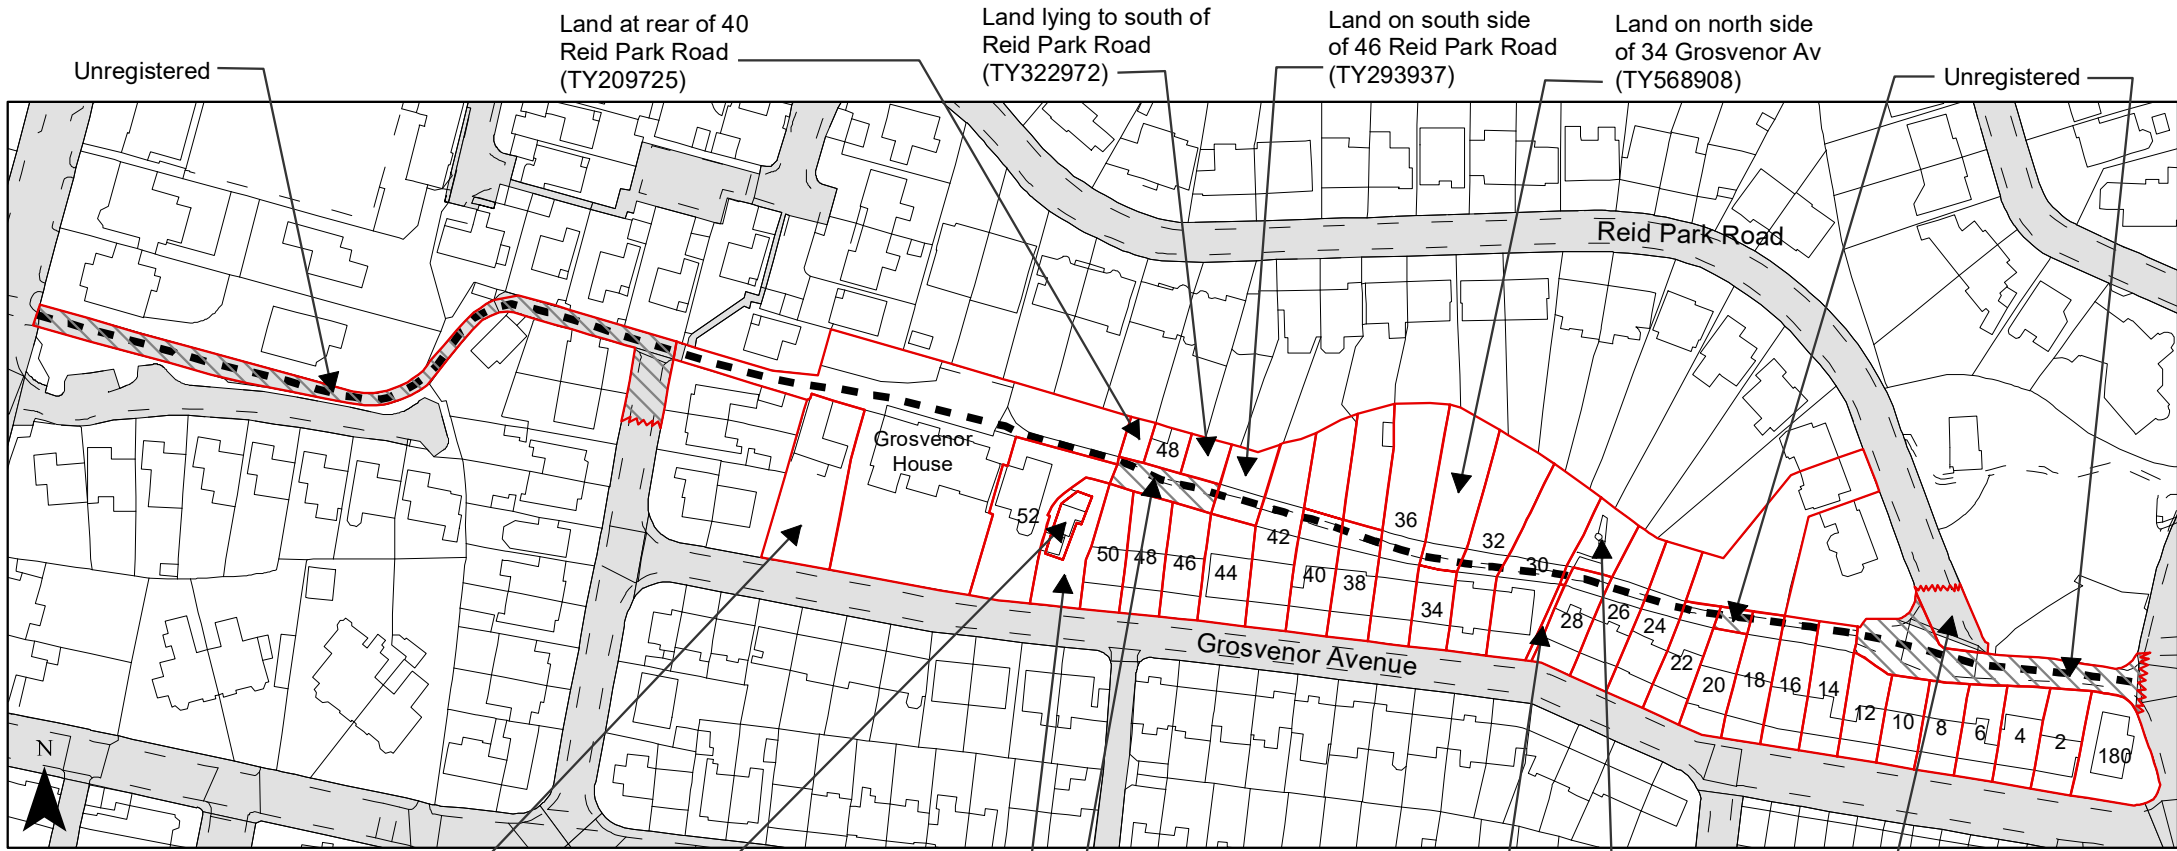 Unregistered
Land at rear of 40
Reid Park Road
(TY209725)
Land lying to south of
Reid Park Road
(TY322972)
Land on south side
of 46 Reid Park Road
(TY293937)
Land on north side
of 34 Grosvenor Av
(TY568908)
Unregistered
Reid Park Road
Grosvenor
House
48
52
50
48
46
44
42
40
38
36
34
32
30
28
26
24
22
20
18
16
14
12
10
8
6
4
2
180
Grosvenor Avenue
N